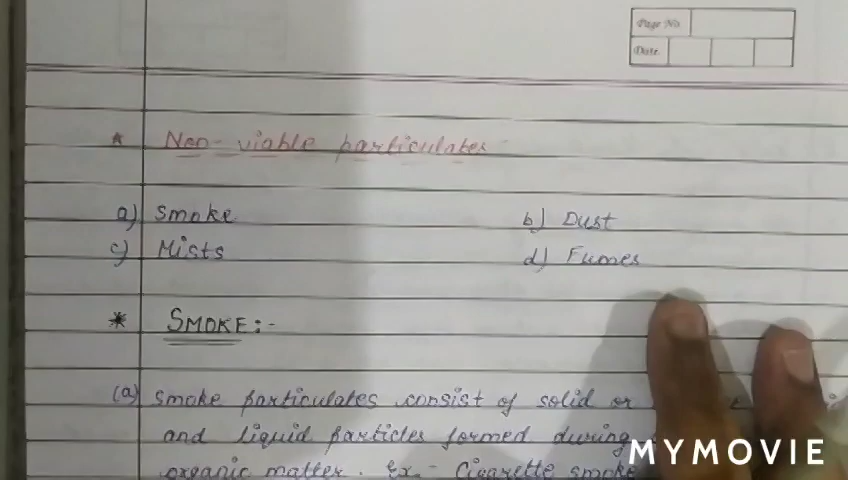 Page No.
Date
* Non-viable particulates -
a) Smoke b) Dust
c) Mists d) Fumes
* SMOKE:-
(a) Smoke particulates consist of solid or
and liquid particles formed during
organic matter. Ex.- Cigarette smoke
MYMOVIE